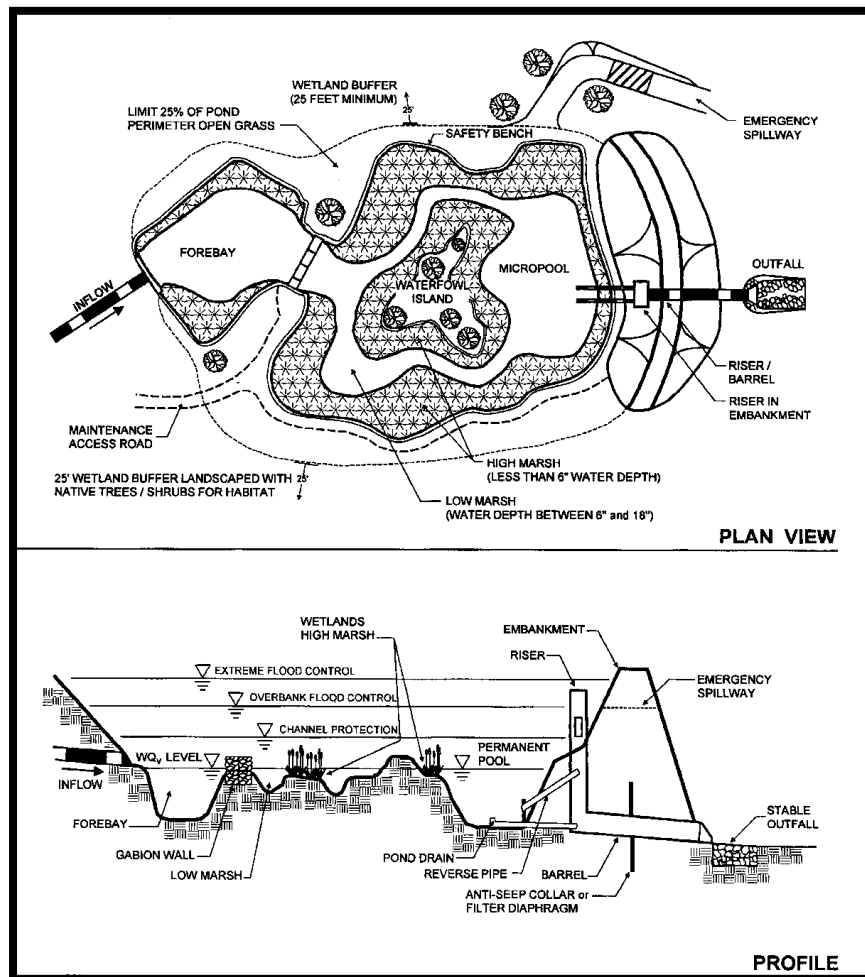 WETLAND BUFFER
(25 FEET MINIMUM)
25'
LIMIT 25% OF POND
PERIMETER OPEN GRASS
SAFETY BENCH
EMERGENCY
SPILLWAY
FOREBAY
INFLOW
WATERFOWL
ISLAND
MICROPOOL
OUTFALL
RISER /
BARREL
RISER IN
EMBANKMENT
MAINTENANCE
ACCESS ROAD
HIGH MARSH
(LESS THAN 6" WATER DEPTH)
25' WETLAND BUFFER LANDSCAPED WITH
NATIVE TREES / SHRUBS FOR HABITAT
25'
LOW MARSH
(WATER DEPTH BETWEEN 6" and 18")
PLAN VIEW
WETLANDS
HIGH MARSH
EMBANKMENT
RISER
EXTREME FLOOD CONTROL
EMERGENCY
SPILLWAY
OVERBANK FLOOD CONTROL
CHANNEL PROTECTION
WQv LEVEL
PERMANENT
POOL
INFLOW
FOREBAY
GABION WALL
LOW MARSH
POND DRAIN
REVERSE PIPE
BARREL
STABLE
OUTFALL
ANTI-SEEP COLLAR or
FILTER DIAPHRAGM
PROFILE